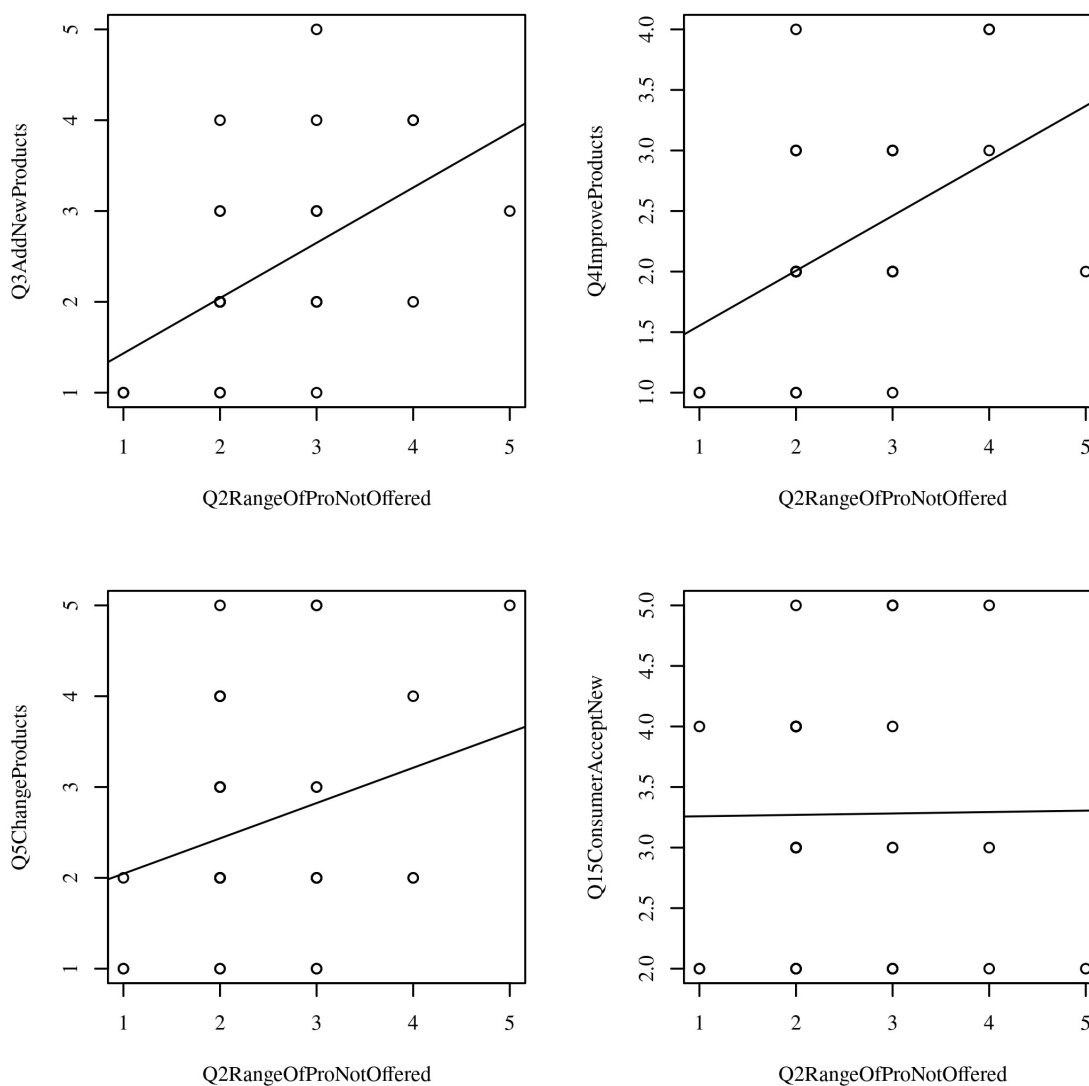 Q3AddNewProducts
5
4
3
2
1
1 2 3 4 5
Q2RangeOfProNotOffered
Q4ImproveProducts
4.0
3.5
3.0
2.5
2.0
1.5
1.0
1 2 3 4 5
Q2RangeOfProNotOffered
Q5ChangeProducts
5
4
3
2
1
1 2 3 4 5
Q2RangeOfProNotOffered
Q15ConsumerAcceptNew
5.0
4.5
4.0
3.5
3.0
2.5
2.0
1 2 3 4 5
Q2RangeOfProNotOffered